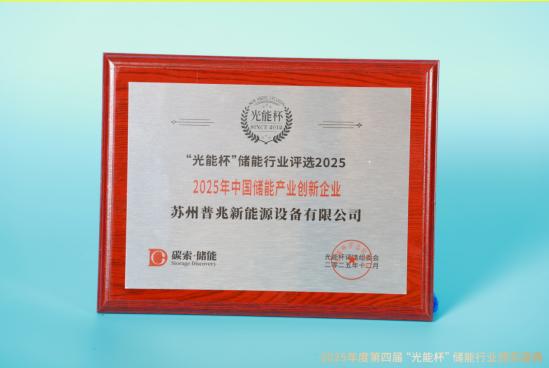 光能杯
SINCE 2012
“光能杯”储能行业评选2025
2025年中国储能产业创新企业
苏州普兆新能源设备有限公司
碳索·储能
Storage Discovery
光能杯评选组委会
二零二五年十二月
2025年度第四届“光能杯”储能行业颁奖盛典